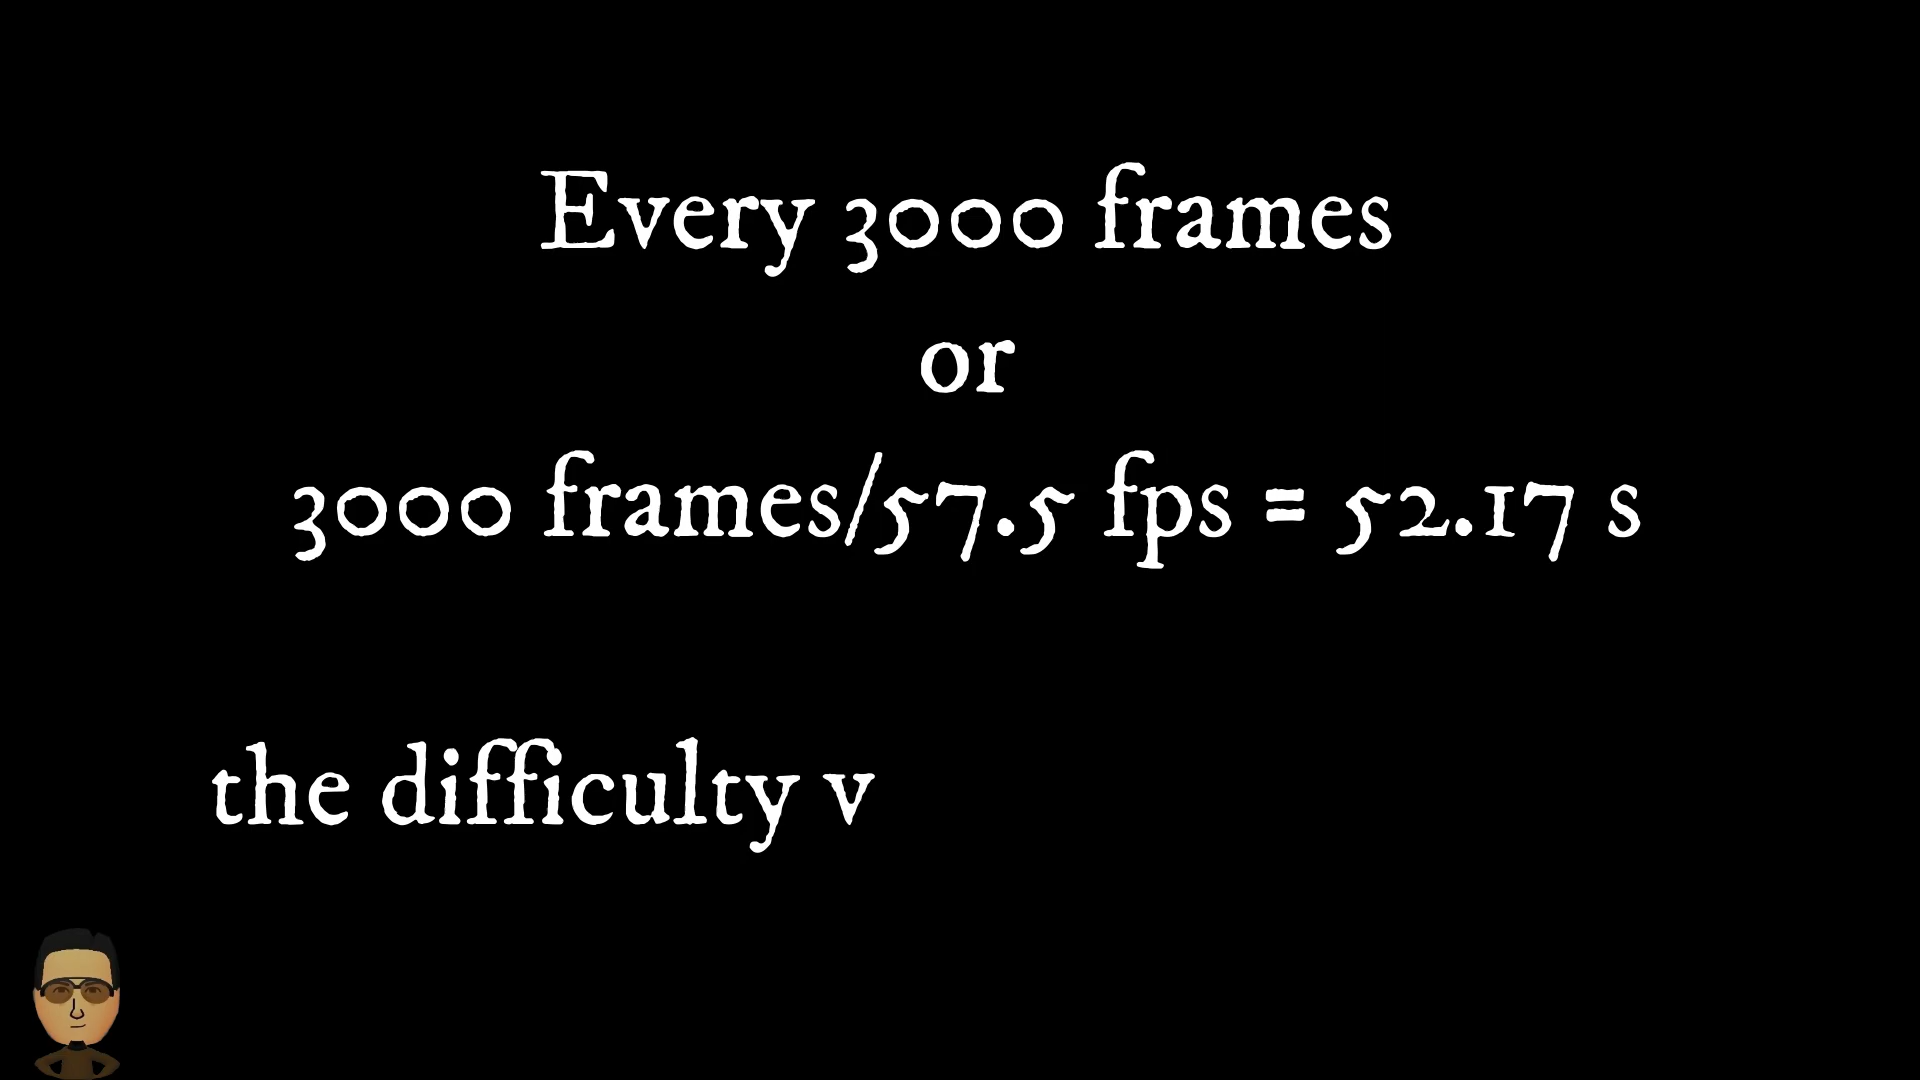 Every 3000 frames
or
3000 frames/57.5 fps = 52.17 s
the difficulty v